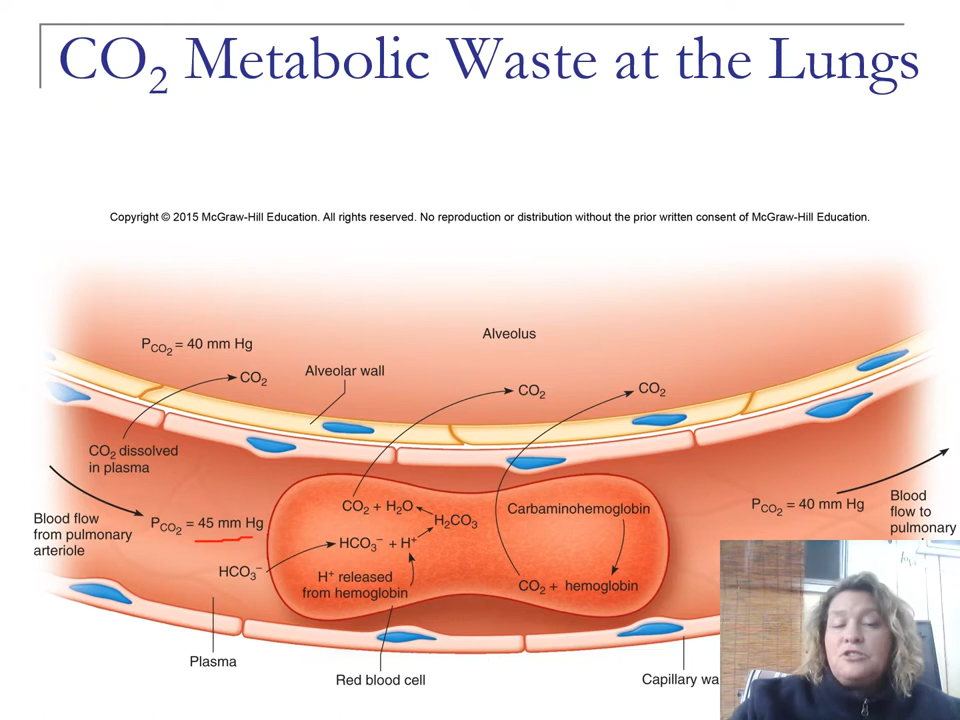 CO2 Metabolic Waste at the Lungs
Copyright © 2015 McGraw-Hill Education. All rights reserved. No reproduction or distribution without the prior written consent of McGraw-Hill Education.
Alveolus
PCO2 = 40 mm Hg
Alveolar wall
CO2
CO2
CO2
CO2 dissolved
in plasma
Blood flow
from pulmonary
arteriole
PCO2 = 45 mm Hg
HCO3−
CO2 + H2O
H2CO3
HCO3− + H+
H+ released
from hemoglobin
Carbaminohemoglobin
CO2 + hemoglobin
PCO2 = 40 mm Hg
Blood
flow to
pulmonary
Plasma
Red blood cell
Capillary